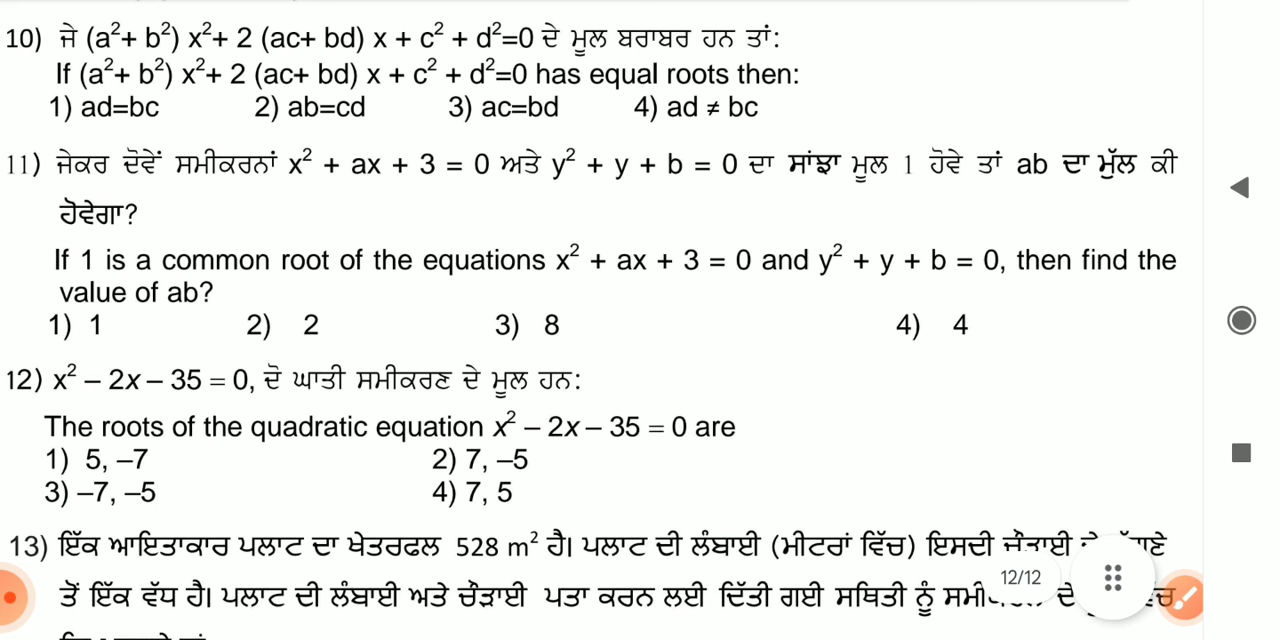 10) ਜੇ (a²+ b²) x²+ 2 (ac+ bd) x + c² + d²=0 ਦੇ ਮੂਲ ਬਰਾਬਰ ਹਨ ਤਾਂ:
If (a²+ b²) x²+ 2 (ac+ bd) x + c² + d²=0 has equal roots then:
1) ad=bc 2) ab=cd 3) ac=bd 4) ad ≠ bc
11) ਜੇਕਰ ਦੋਵੇਂ ਸਮੀਕਰਨਾਂ x² + ax + 3 = 0 ਅਤੇ y² + y + b = 0 ਦਾ ਸਾਂਝਾ ਮੂਲ 1 ਹੋਵੇ ਤਾਂ ab ਦਾ ਮੁੱਲ ਕੀ
ਹੋਵੇਗਾ?
If 1 is a common root of the equations x² + ax + 3 = 0 and y² + y + b = 0, then find the
value of ab?
1) 1 2) 2 3) 8 4) 4
12) x² – 2x – 35 = 0, ਦੋ ਘਾਤੀ ਸਮੀਕਰਣ ਦੇ ਮੂਲ ਹਨ:
The roots of the quadratic equation x² – 2x – 35 = 0 are
1) 5, –7 2) 7, –5
3) –7, –5 4) 7, 5
13) ਇੱਕ ਆਇਤਾਕਾਰ ਪਲਾਟ ਦਾ ਖੇਤਰਫਲ 528 m² ਹੈ। ਪਲਾਟ ਦੀ ਲੰਬਾਈ (ਮੀਟਰਾਂ ਵਿੱਚ) ਇਸਦੀ
12/12
ਤੋਂ ਇੱਕ ਵੱਧ ਹੈ। ਪਲਾਟ ਦੀ ਲੰਬਾਈ ਅਤੇ ਚੌੜਾਈ ਪਤਾ ਕਰਨ ਲਈ ਦਿੱਤੀ ਗਈ ਸਥਿਤੀ ਨੂੰ